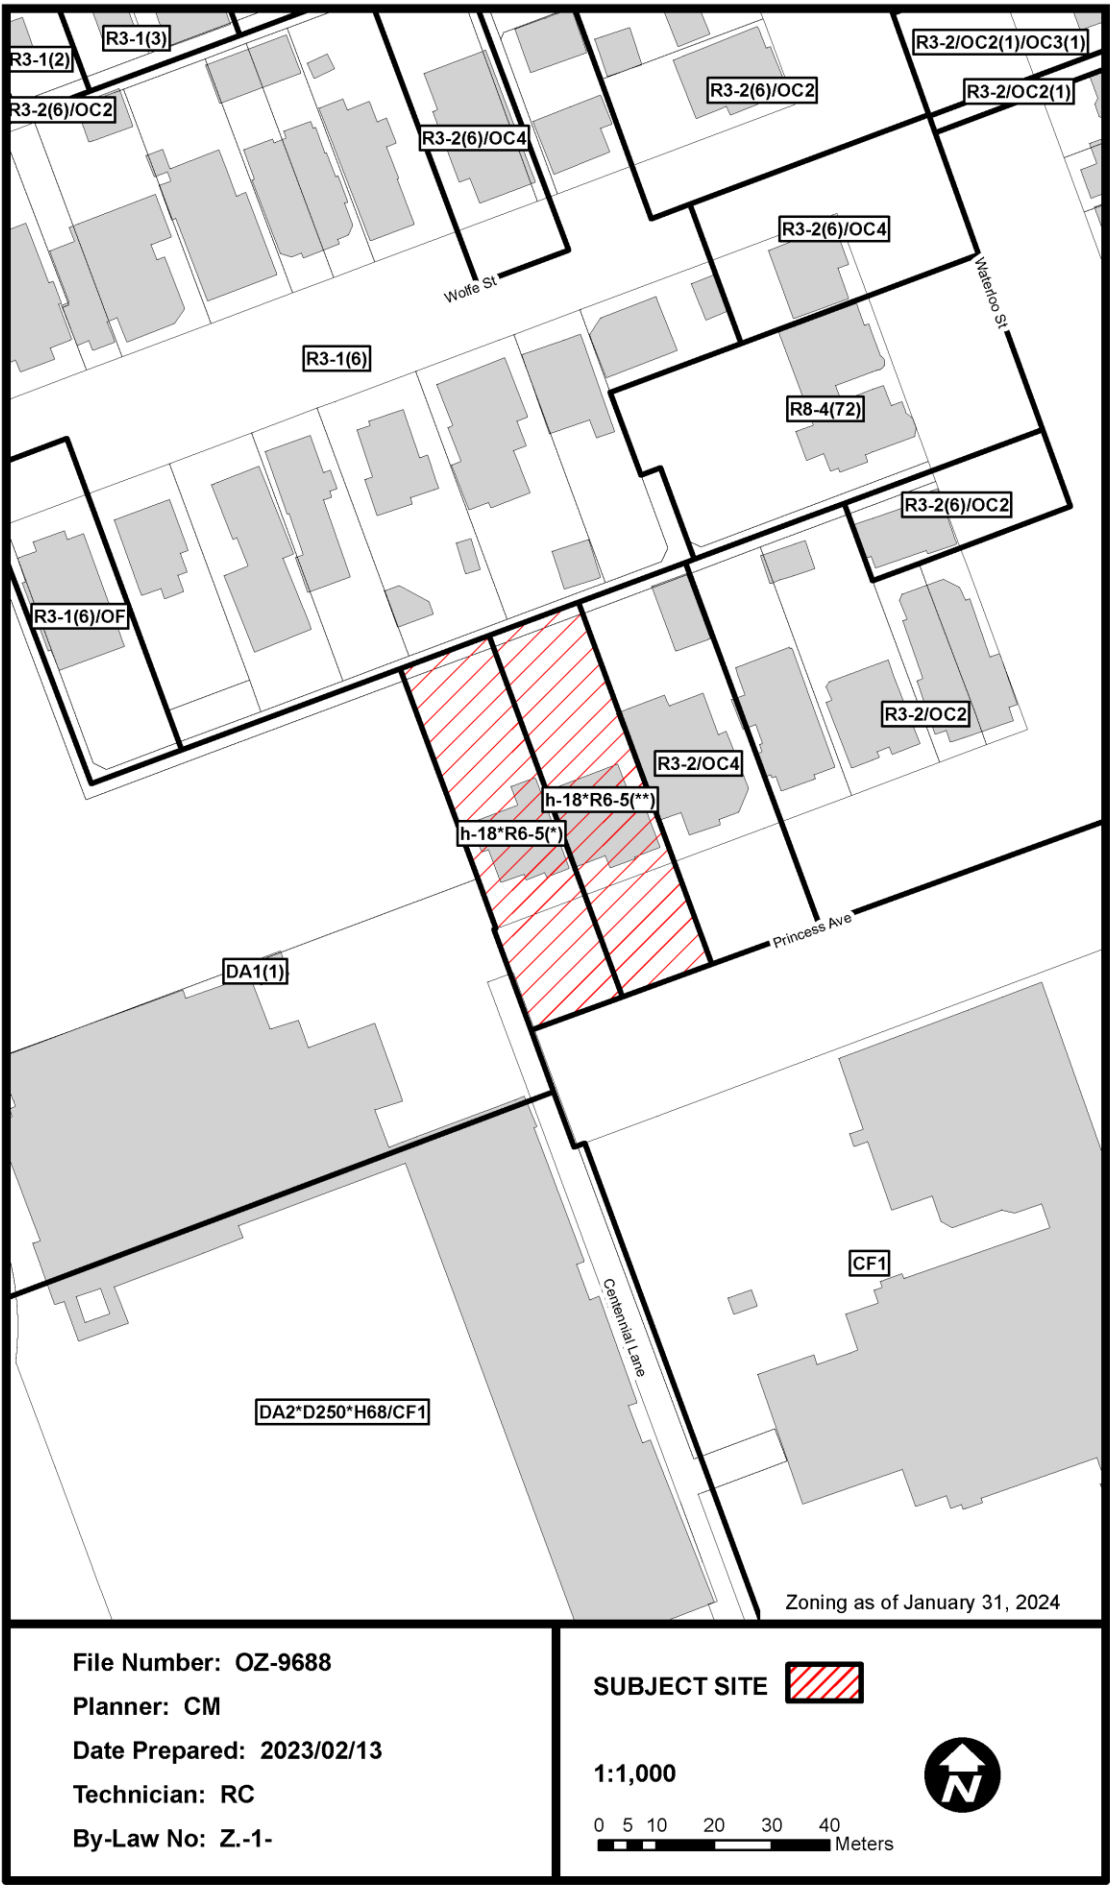 R3-1(3)
R3-2/OC2(1)/OC3(1)
R3-1(2)
R3-2(6)/OC2
R3-2/OC2(1)
R3-2(6)/OC2
R3-2(6)/OC4
R3-2(6)/OC4
Wolfe St
Waterloo St
R3-1(6)
R8-4(72)
R3-2(6)/OC2
R3-1(6)/OF
R3-2/OC2
R3-2/OC4
h-18*R6-5(**)
h-18*R6-5(*)
Princess Ave
DA1(1)
CF1
Centennial Lane
DA2*D250*H68/CF1
Zoning as of January 31, 2024
File Number: OZ-9688
Planner: CM
Date Prepared: 2023/02/13
Technician: RC
By-Law No: Z.-1-
SUBJECT SITE
1:1,000
0 5 10 20 30 40
Meters
N